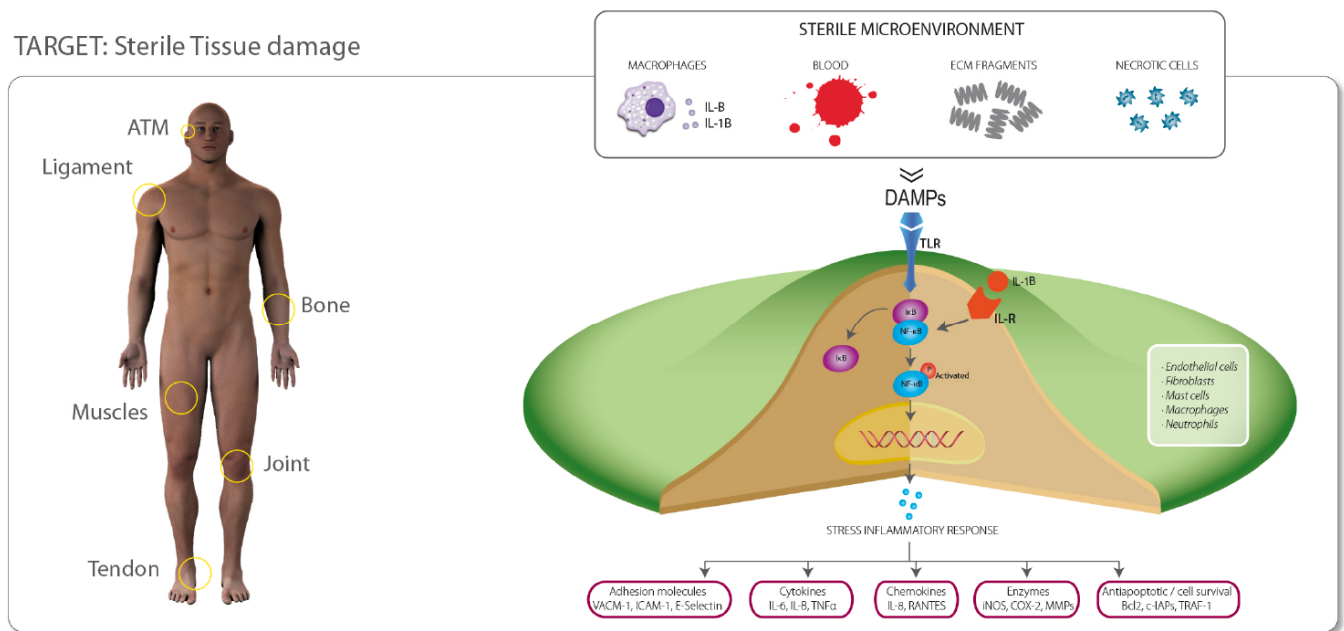 TARGET: Sterile Tissue damage
STERILE MICROENVIRONMENT
MACROPHAGES
IL-B
IL-1B
BLOOD
ECM FRAGMENTS
NECROTIC CELLS
ATM
Ligament
Bone
Muscles
Joint
Tendon
DAMPs
TLR
IL-1B
IL-R
IκB
NF-κB
IκB
NF-κB
P
Activated
· Endothelial cells
· Fibroblasts
· Mast cells
· Macrophages
· Neutrophils
STRESS INFLAMMATORY RESPONSE
Adhesion molecules
VACM-1, ICAM-1, E-Selectin
Cytokines
IL-6, IL-B, TNFα
Chemokines
IL-8, RANTES
Enzymes
iNOS, COX-2, MMPs
Antiapoptotic / cell survival
Bcl2, c-IAPs, TRAF-1